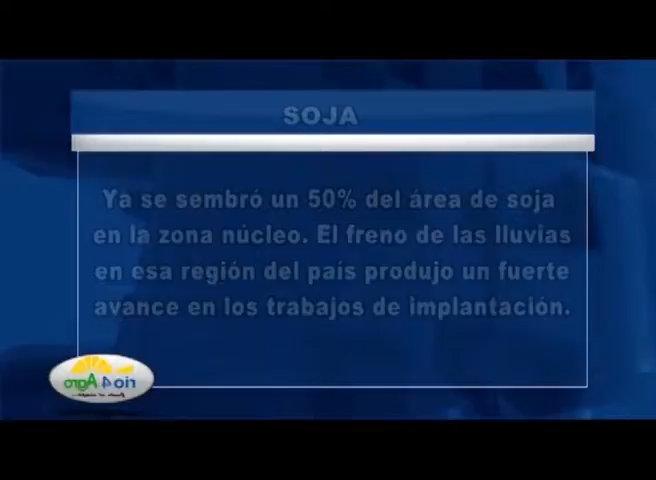 SOJA
Ya se sembró un 50% del área de soja
en la zona núcleo. El freno de las lluvias
en esa región del país produjo un fuerte
avance en los trabajos de implantación.
río4Agro